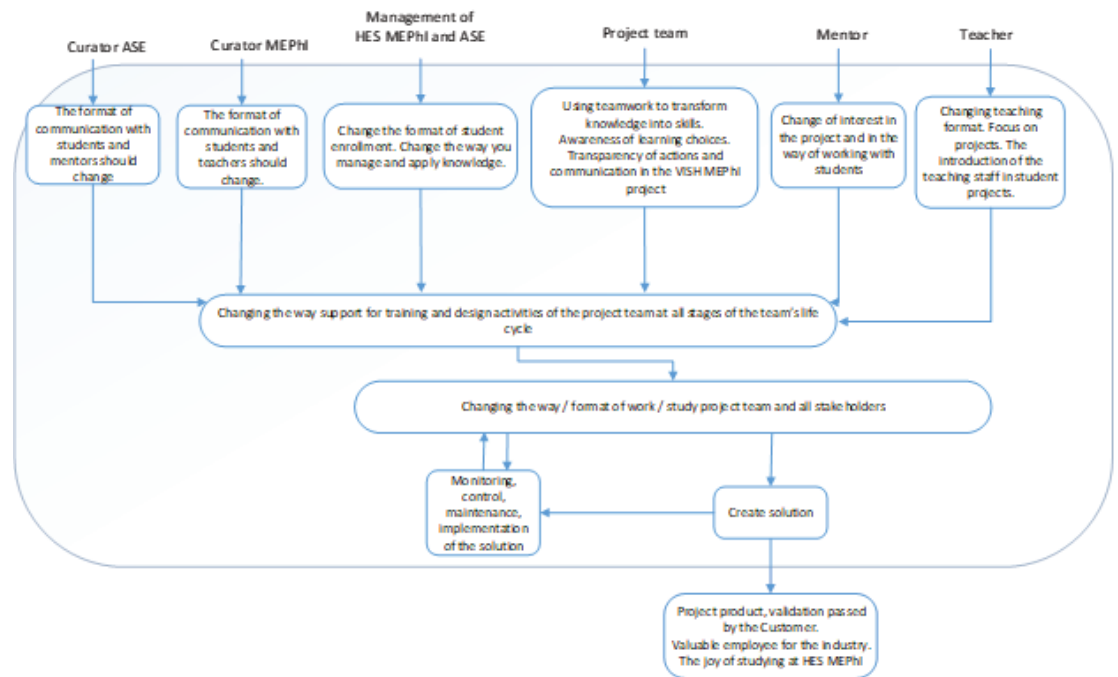 Curator ASE
Curator MEPhI
Management of
HES MEPhI and ASE
Project team
Mentor
Teacher
The format of
communication with
students and
mentors should
change
The format of
communication with
students and
teachers should
change.
Change the format of student
enrollment. Change the way you
manage and apply knowledge.
Using teamwork to transform
knowledge into skills.
Awareness of learning choices.
Transparency of actions and
communication in the VISH MEPhI
project
Change of interest in
the project and in the
way of working with
students
Changing teaching
format. Focus on
projects. The
introduction of the
teaching staff in student
projects.
Changing the way support for training and design activities of the project team at all stages of the team's life
cycle
Changing the way / format of work / study project team and all stakeholders
Monitoring,
control,
maintenance,
implementation
of the solution
Create solution
Project product, validation passed
by the Customer.
Valuable employee for the industry.
The joy of studying at HES MEPhI